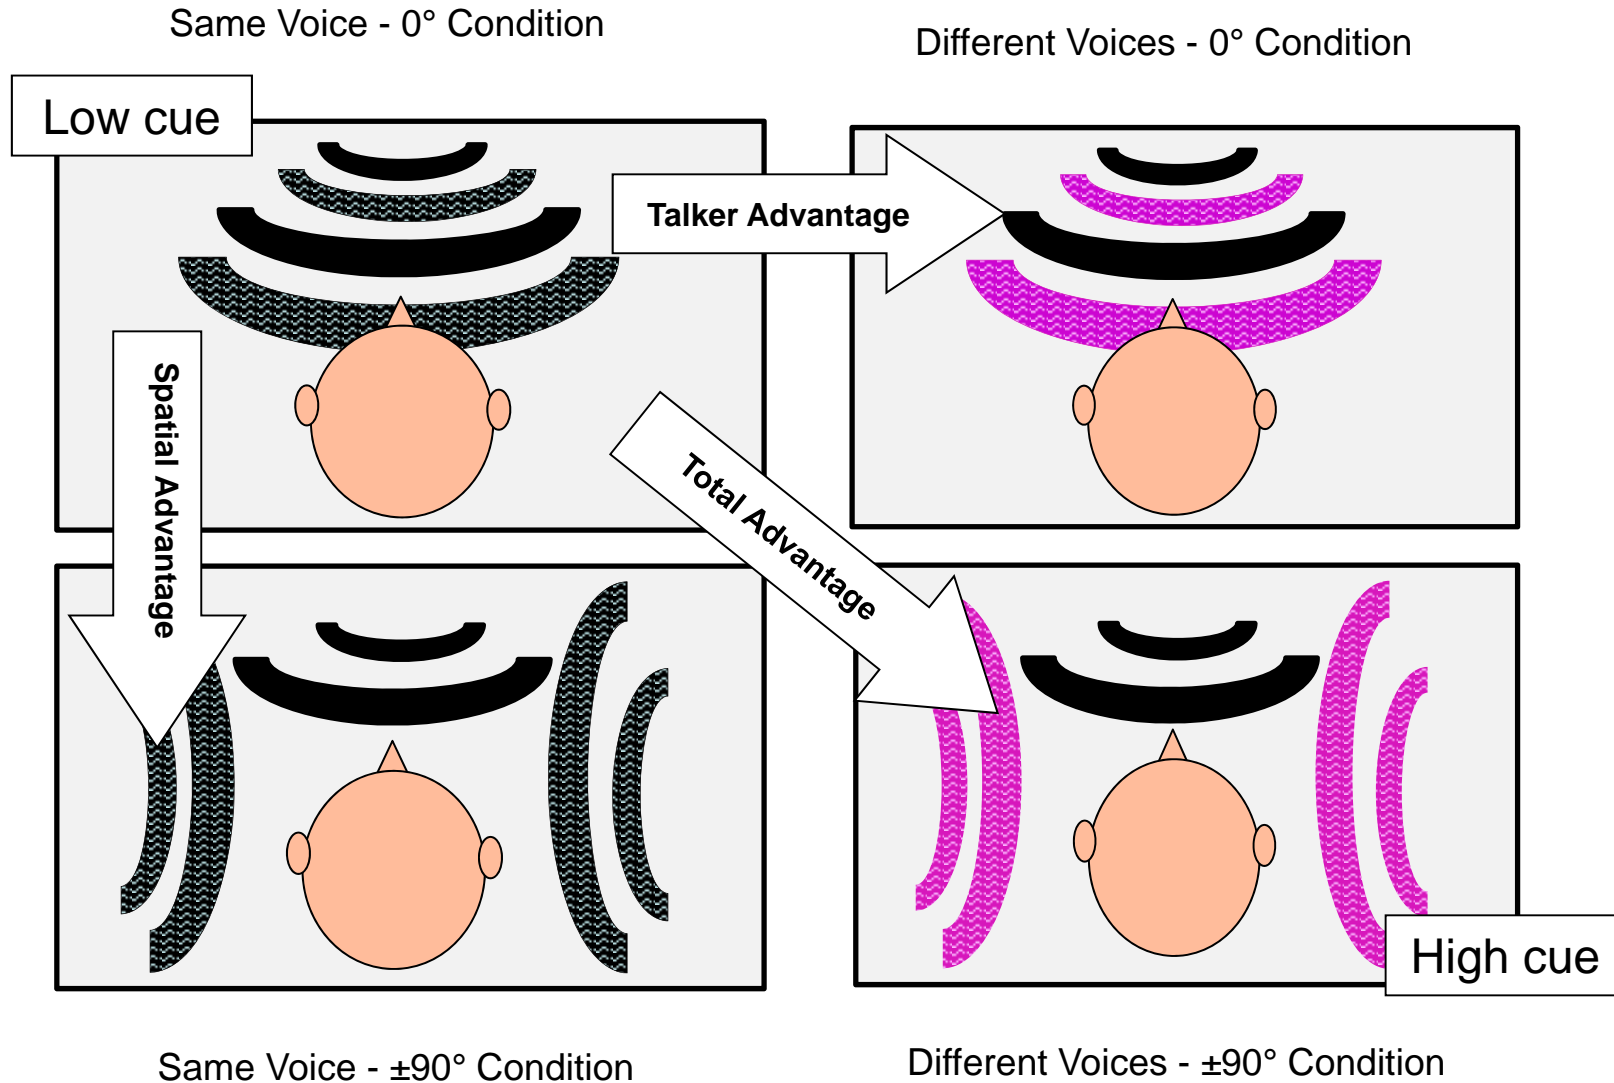 Same Voice - 0° Condition
Different Voices - 0° Condition
Low cue
Talker Advantage
Spatial Advantage
Total Advantage
High cue
Same Voice - ±90° Condition
Different Voices - ±90° Condition